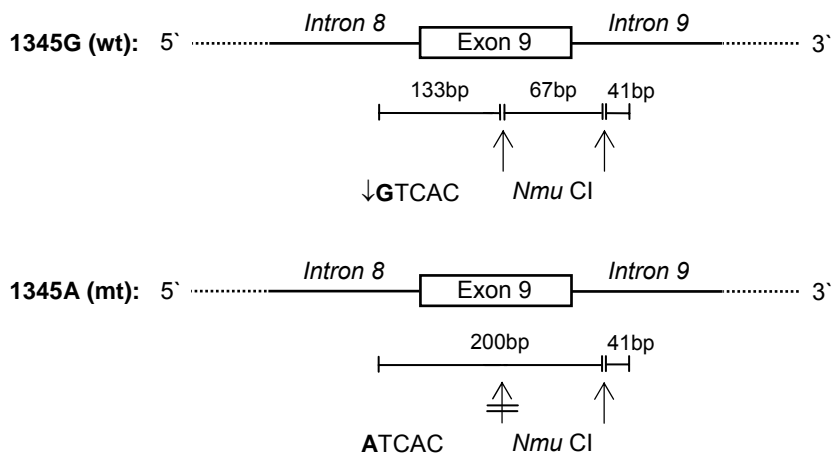 Intron 8 Intron 9
1345G (wt): 5` Exon 9 3`
133bp 67bp 41bp
↓GTCAC Nmu CI
Intron 8 Intron 9
1345A (mt): 5` Exon 9 3`
200bp 41bp
ATCAC Nmu CI